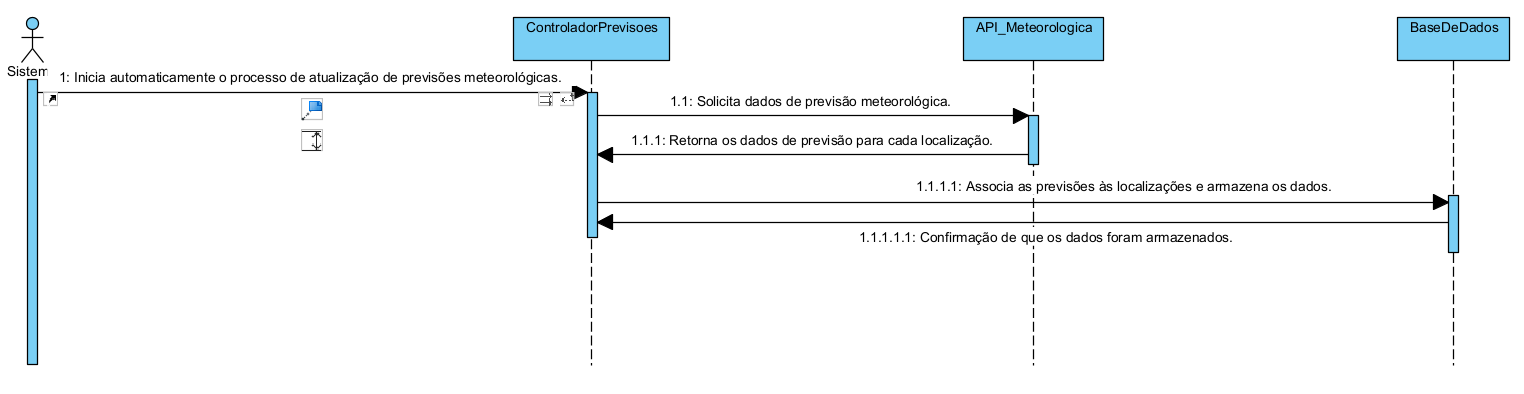 ControladorPrevisoes
API_Meteorologica
BaseDeDados
Sistem
1: Inicia automaticamente o processo de atualização de previsões meteorológicas.
1.1: Solicita dados de previsão meteorológica.
1.1.1: Retorna os dados de previsão para cada localização.
1.1.1.1: Associa as previsões às localizações e armazena os dados.
1.1.1.1.1: Confirmação de que os dados foram armazenados.